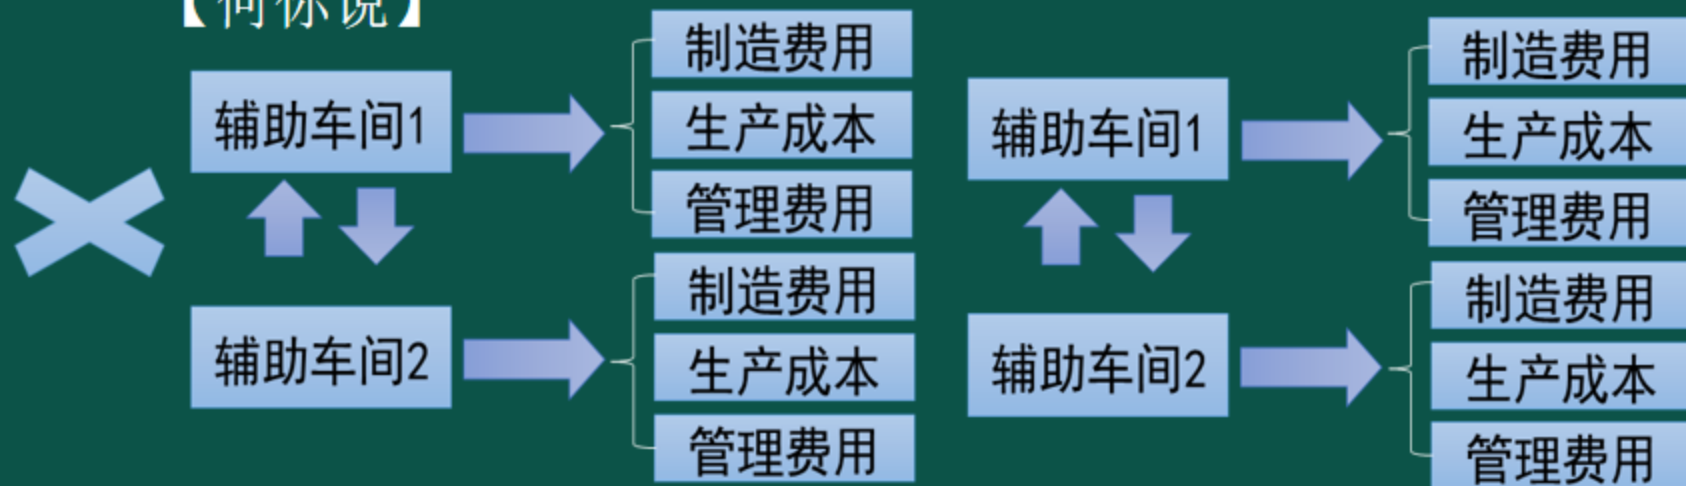 【何你说】
辅助车间1
制造费用
生产成本
管理费用
辅助车间2
制造费用
生产成本
管理费用
辅助车间1
制造费用
生产成本
管理费用
辅助车间2
制造费用
生产成本
管理费用